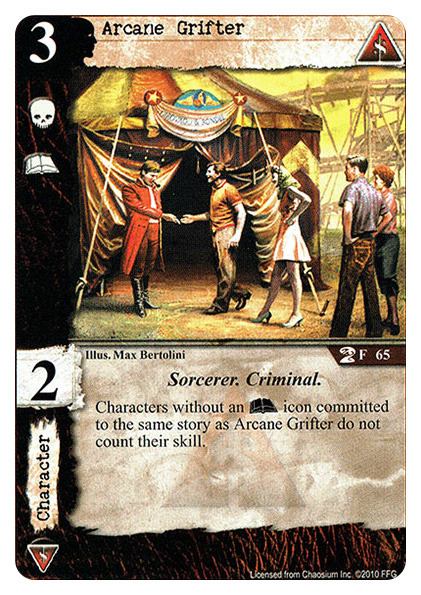 3
Arcane Grifter
Illus. Max Bertolini
F 65
2
Sorcerer. Criminal.
Characters without an icon committed
to the same story as Arcane Grifter do not
count their skill.
Character
Licensed from Chaosium Inc. ©2010 FFG